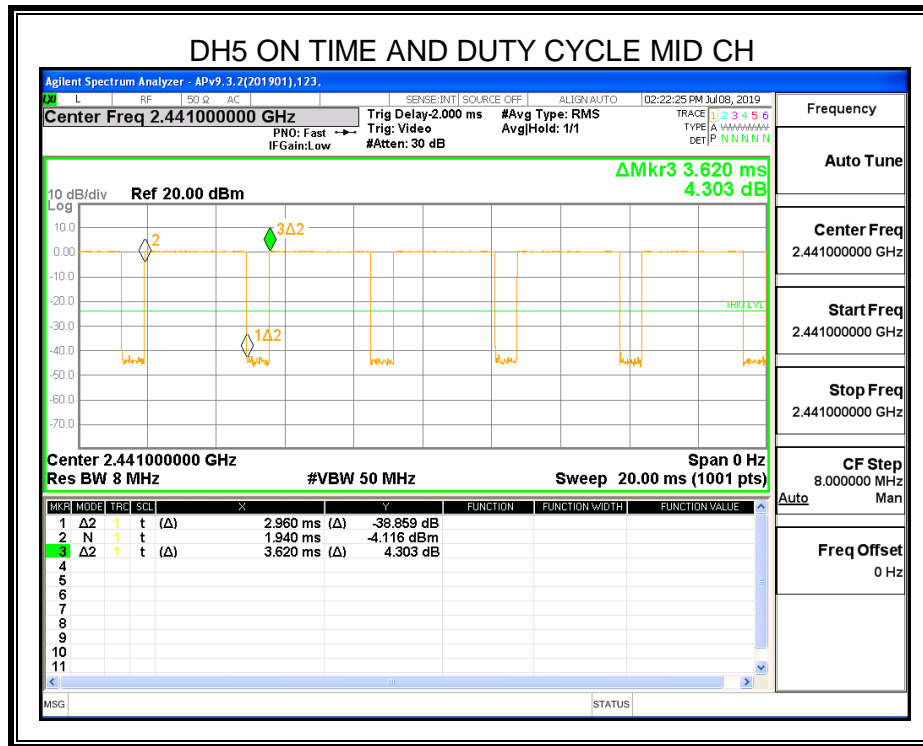 DH5 ON TIME AND DUTY CYCLE MID CH
Agilent Spectrum Analyzer - APv9.3.2(201901),123,
LXI L RF 50 Ω AC SENSE:INT SOURCE OFF ALIGN AUTO 02:22:25 PM Jul 08, 2019
Center Freq 2.441000000 GHz
PNO: Fast
IFGain:Low
Trig Delay-2.000 ms
Trig: Video
#Atten: 30 dB
#Avg Type: RMS
Avg|Hold: 1/1
TRACE 1 2 3 4 5 6
TYPE A WWWWW
DET P N N N N N
ΔMkr3 3.620 ms
4.303 dB
10 dB/div Ref 20.00 dBm
Log
10.0
0.00
-10.0
-20.0
-30.0
-40.0
-50.0
-60.0
-70.0
2
3Δ2
1Δ2
TRIG LVL
Center 2.441000000 GHz Span 0 Hz
Res BW 8 MHz #VBW 50 MHz Sweep 20.00 ms (1001 pts)
MKR MODE TRC SCL X Y FUNCTION FUNCTION WIDTH FUNCTION VALUE
1 Δ2 1 t (Δ) 2.960 ms (Δ) -38.859 dB
2 N 1 t 1.940 ms -4.116 dBm
3 Δ2 1 t (Δ) 3.620 ms (Δ) 4.303 dB
4
5
6
7
8
9
10
11
MSG STATUS
Frequency
Auto Tune
Center Freq
2.441000000 GHz
Start Freq
2.441000000 GHz
Stop Freq
2.441000000 GHz
CF Step
8.000000 MHz
Auto Man
Freq Offset
0 Hz